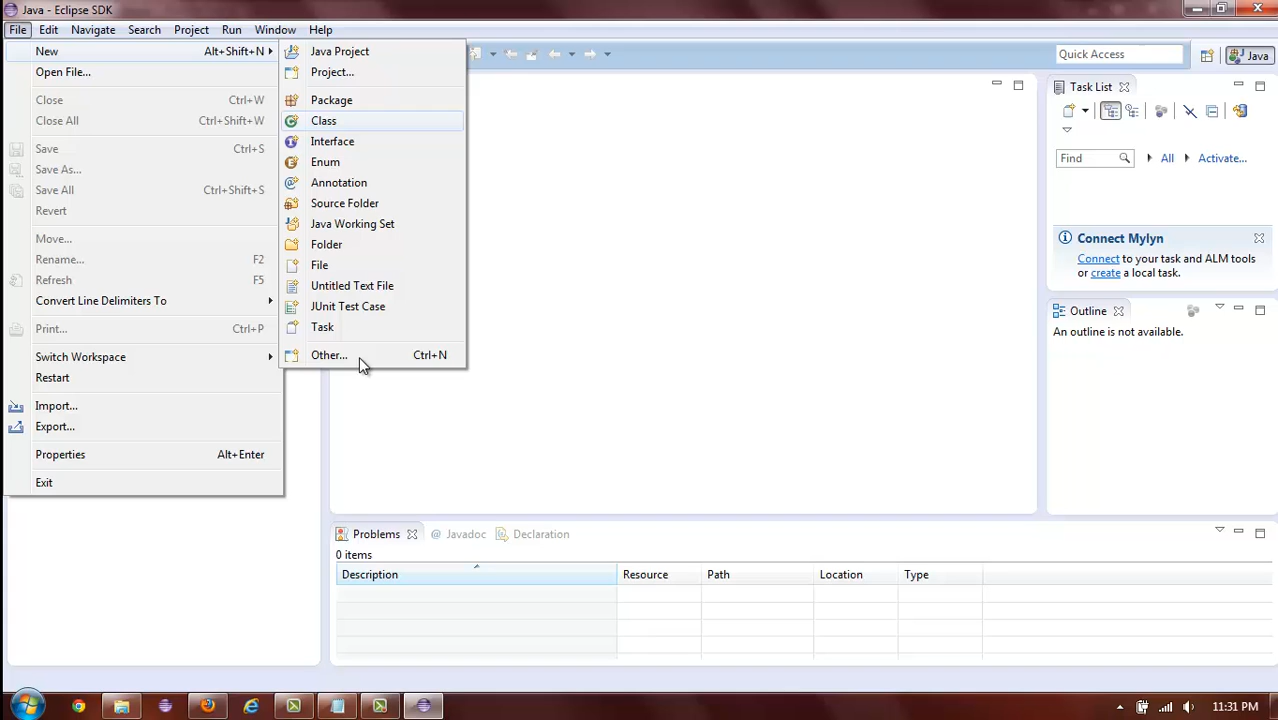 Java - Eclipse SDK
File Edit Navigate Search Project Run Window Help
New Alt+Shift+N
Open File...
Close Ctrl+W
Close All Ctrl+Shift+W
Save Ctrl+S
Save As...
Save All Ctrl+Shift+S
Revert
Move...
Rename... F2
Refresh F5
Convert Line Delimiters To
Print... Ctrl+P
Switch Workspace
Restart
Import...
Export...
Properties Alt+Enter
Exit
Java Project
Project...
Package
Class
Interface
Enum
Annotation
Source Folder
Java Working Set
Folder
File
Untitled Text File
JUnit Test Case
Task
Other... Ctrl+N
Quick Access Java
Task List
Find All Activate...
Connect Mylyn
Connect to your task and ALM tools
or create a local task.
Outline
An outline is not available.
Problems @ Javadoc Declaration
0 items
Description Resource Path Location Type
11:31 PM